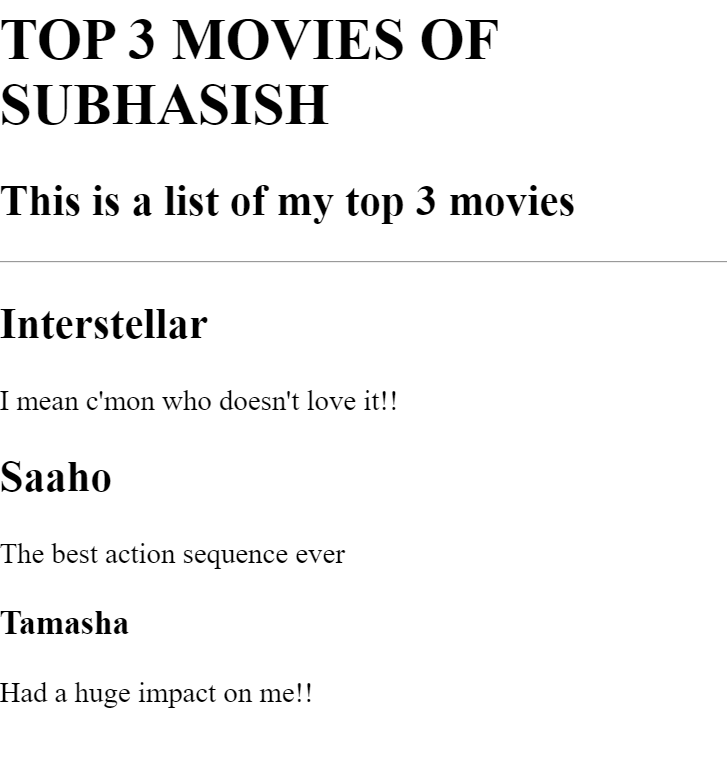 TOP 3 MOVIES OF
SUBHASISH
This is a list of my top 3 movies
Interstellar
I mean c'mon who doesn't love it!!
Saaho
The best action sequence ever
Tamasha
Had a huge impact on me!!